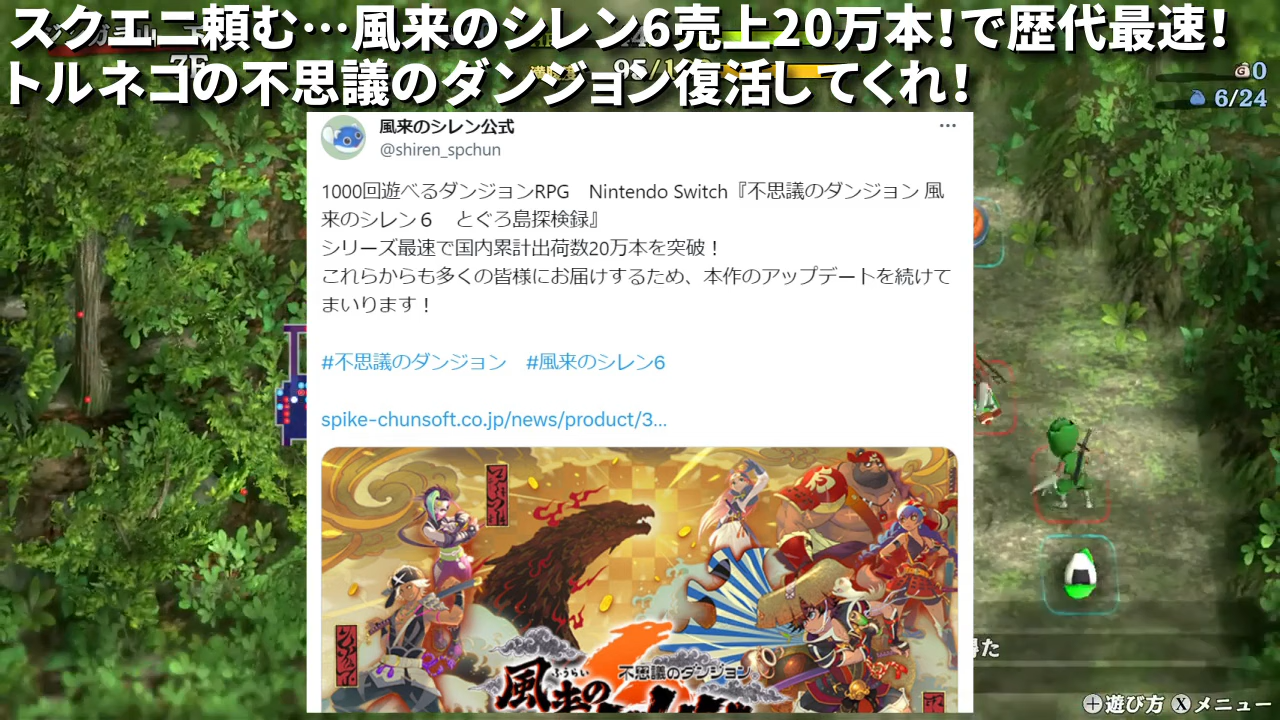 スクエニ頼む…風来のシレン6売上20万本！で歴代最速！
トルネコの不思議のダンジョン復活してくれ！
7F
95/1
0
6/24
風来のシレン公式
@shiren_spchun
1000回遊べるダンジョンRPG　Nintendo Switch『不思議のダンジョン 風
来のシレン６　とぐろ島探検録』
シリーズ最速で国内累計出荷数20万本を突破！
これらからも多くの皆様にお届けするため、本作のアップデートを続けて
まいります！
#不思議のダンジョン　#風来のシレン6
spike-chunsoft.co.jp/news/product/3...
ふうらい
不思議のダンジョン
風来の
得た
遊び方 X メニュー